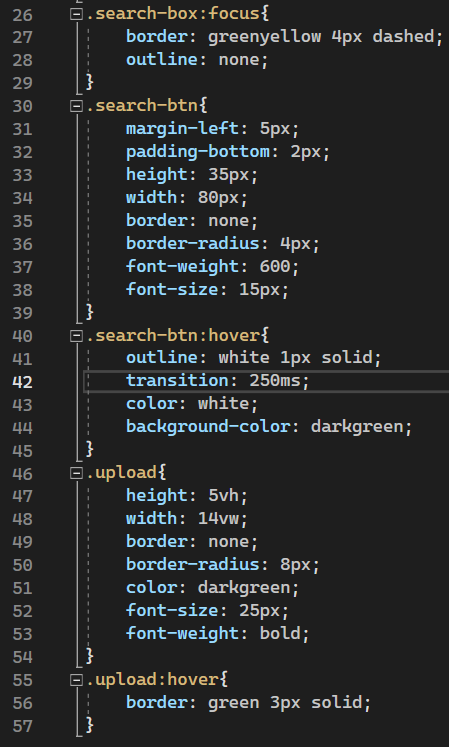 26 .search-box:focus{
27 border: greenyellow 4px dashed;
28 outline: none;
29 }
30 .search-btn{
31 margin-left: 5px;
32 padding-bottom: 2px;
33 height: 35px;
34 width: 80px;
35 border: none;
36 border-radius: 4px;
37 font-weight: 600;
38 font-size: 15px;
39 }
40 .search-btn:hover{
41 outline: white 1px solid;
42 transition: 250ms;
43 color: white;
44 background-color: darkgreen;
45 }
46 .upload{
47 height: 5vh;
48 width: 14vw;
49 border: none;
50 border-radius: 8px;
51 color: darkgreen;
52 font-size: 25px;
53 font-weight: bold;
54 }
55 .upload:hover{
56 border: green 3px solid;
57 }